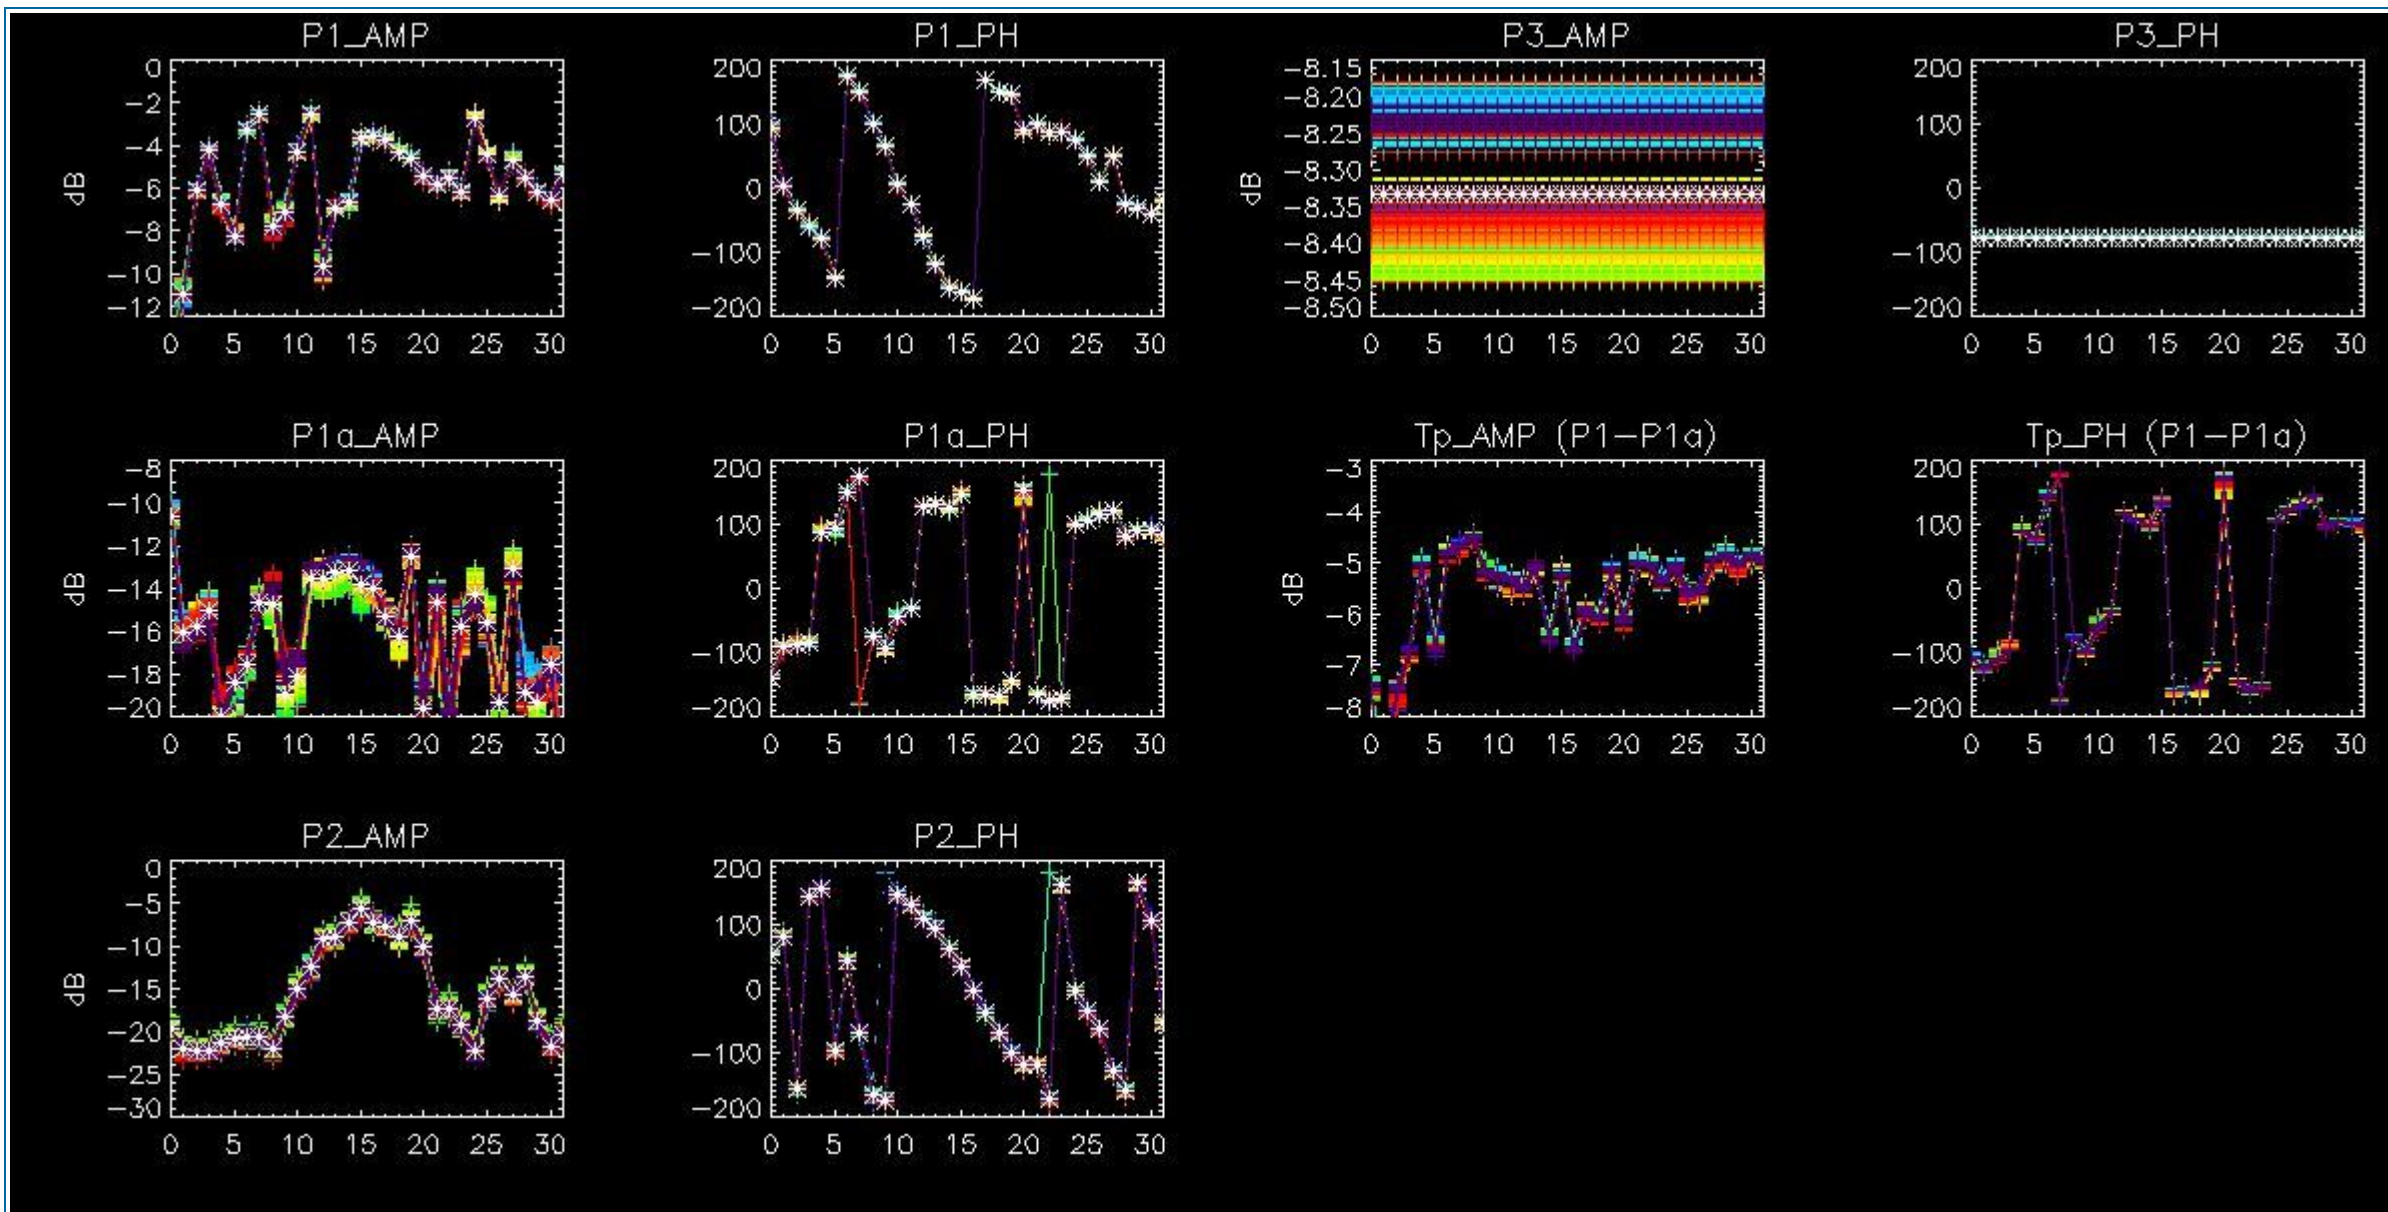 P1_AMP
0
−2
−4
−6
−8
−10
−12
dB
0 5 10 15 20 25 30
P1_PH
200
100
0
−100
−200
0 5 10 15 20 25 30
P3_AMP
−8.15
−8.20
−8.25
−8.30
−8.35
−8.40
−8.45
−8.50
dB
0 5 10 15 20 25 30
P3_PH
200
100
0
−100
−200
0 5 10 15 20 25 30
P1a_AMP
−8
−10
−12
−14
−16
−18
−20
dB
0 5 10 15 20 25 30
P1a_PH
200
100
0
−100
−200
0 5 10 15 20 25 30
Tp_AMP (P1−P1a)
−3
−4
−5
−6
−7
−8
dB
0 5 10 15 20 25 30
Tp_PH (P1−P1a)
200
100
0
−100
−200
0 5 10 15 20 25 30
P2_AMP
0
−5
−10
−15
−20
−25
−30
dB
0 5 10 15 20 25 30
P2_PH
200
100
0
−100
−200
0 5 10 15 20 25 30